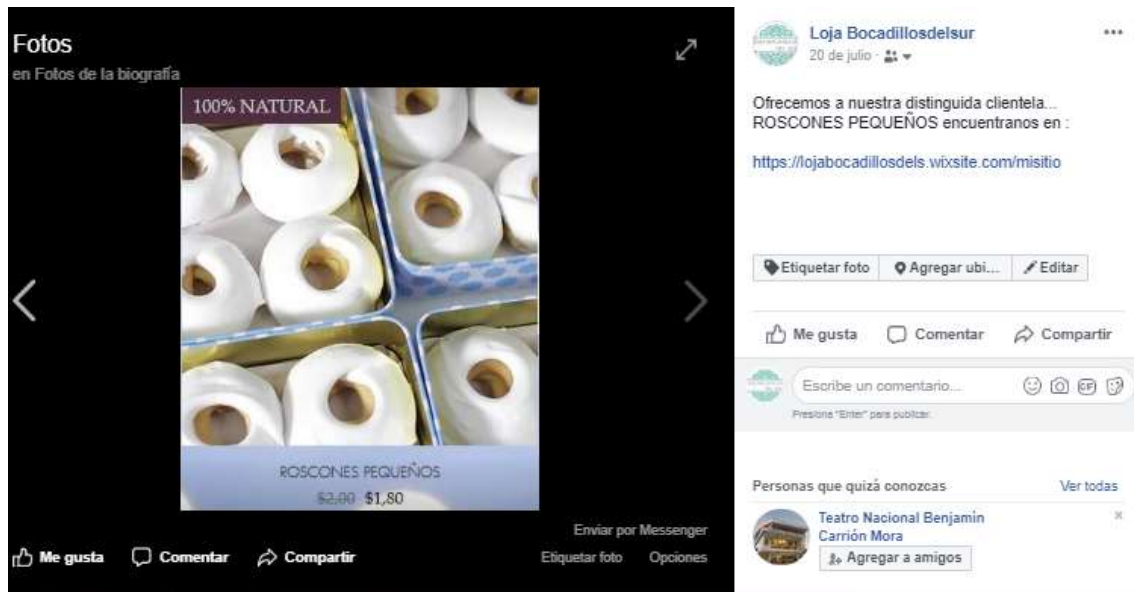 Fotos
en Fotos de la biografía
100% NATURAL
ROSCONES PEQUEÑOS
$2,00 $1,80
Enviar por Messenger
Me gusta Comentar Compartir Etiquetar foto Opciones
Loja Bocadillosdelsur
20 de julio ·
Ofrecemos a nuestra distinguida clientela...
ROSCONES PEQUEÑOS encuentranos en :
https://lojabocadillosdels.wixsite.com/misitio
Etiquetar foto Agregar ubi... Editar
Me gusta Comentar Compartir
Escribe un comentario...
GIF
Presiona "Enter" para publicar.
Personas que quizá conozcas Ver todas
Teatro Nacional Benjamin
Carrión Mora
Agregar a amigos